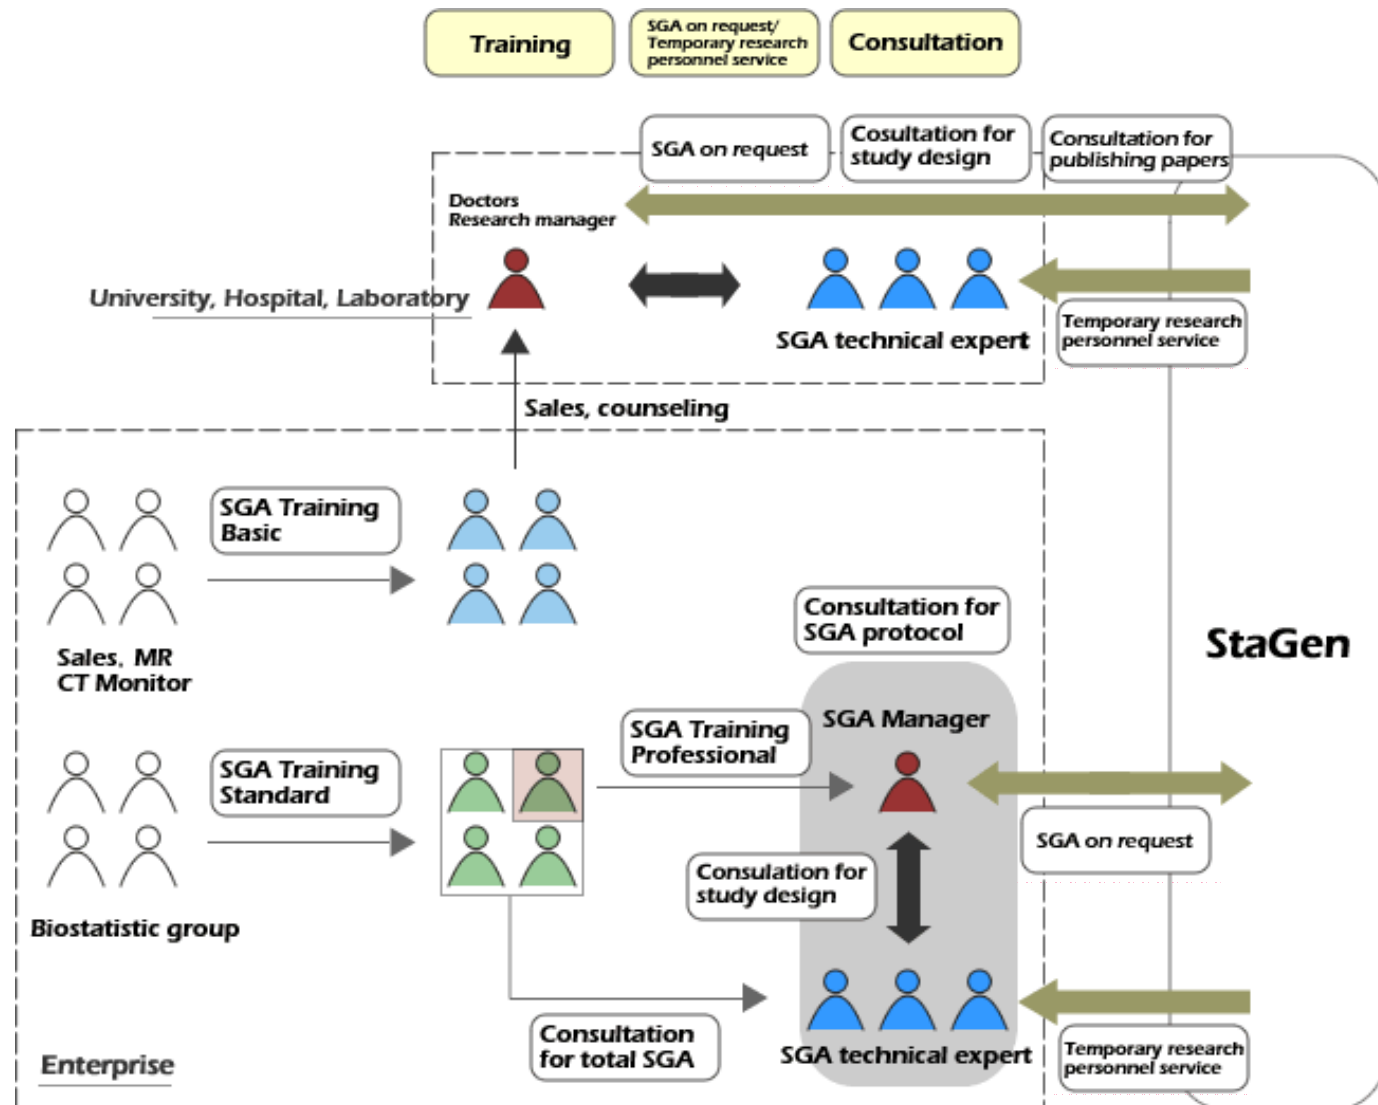 Training
SGA on request/
Temporary research
personnel service
Consultation
SGA on request
Cosultation for
study design
Consultation for
publishing papers
Doctors
Research manager
University, Hospital, Laboratory
SGA technical expert
Temporary research
personnel service
Sales, counseling
SGA Training
Basic
Sales, MR
CT Monitor
Consultation for
SGA protocol
StaGen
SGA Training
Standard
SGA Training
Professional
SGA Manager
SGA on request
Consulation for
study design
Biostatistic group
Consultation
for total SGA
SGA technical expert
Temporary research
personnel service
Enterprise